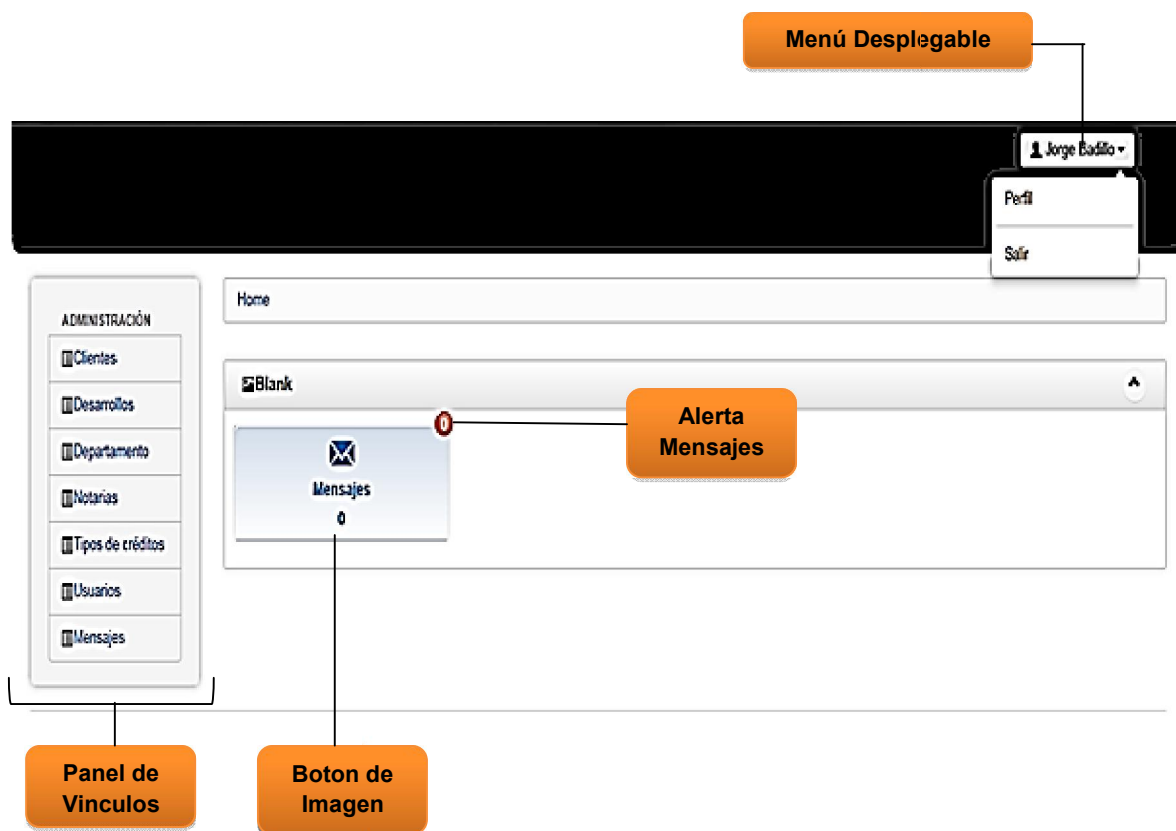 Menú Desplegable
Jorge Badillo
Perfil
Salir
Home
ADMINISTRACIÓN
Clientes
Desarrollos
Departamento
Notarias
Tipos de créditos
Usuarios
Mensajes
Blank
0
Mensajes
0
Alerta
Mensajes
Panel de
Vinculos
Boton de
Imagen